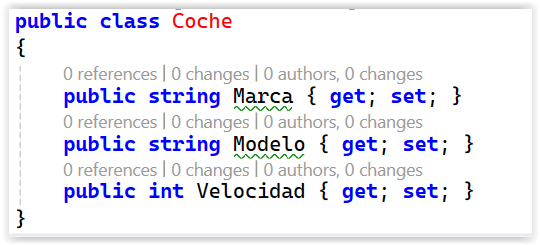 public class Coche
{
0 references | 0 changes | 0 authors, 0 changes
public string Marca { get; set; }
0 references | 0 changes | 0 authors, 0 changes
public string Modelo { get; set; }
0 references | 0 changes | 0 authors, 0 changes
public int Velocidad { get; set; }
}